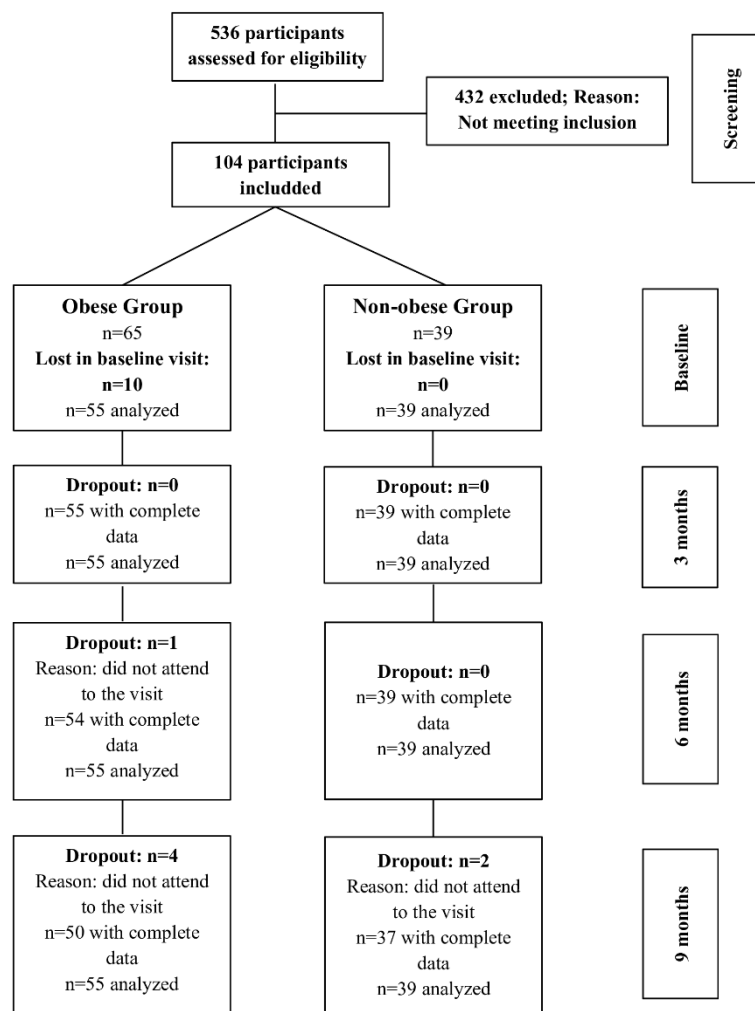 536 participants
assessed for eligibility
432 excluded; Reason:
Not meeting inclusion
Screening
104 participants
includded
Obese Group
n=65
Lost in baseline visit:
n=10
n=55 analyzed
Non-obese Group
n=39
Lost in baseline visit:
n=0
n=39 analyzed
Baseline
Dropout: n=0
n=55 with complete
data
n=55 analyzed
Dropout: n=0
n=39 with complete
data
n=39 analyzed
3 months
Dropout: n=1
Reason: did not attend
to the visit
n=54 with complete
data
n=55 analyzed
Dropout: n=0
n=39 with complete
data
n=39 analyzed
6 months
Dropout: n=4
Reason: did not attend
to the visit
n=50 with complete
data
n=55 analyzed
Dropout: n=2
Reason: did not attend
to the visit
n=37 with complete
data
n=39 analyzed
9 months